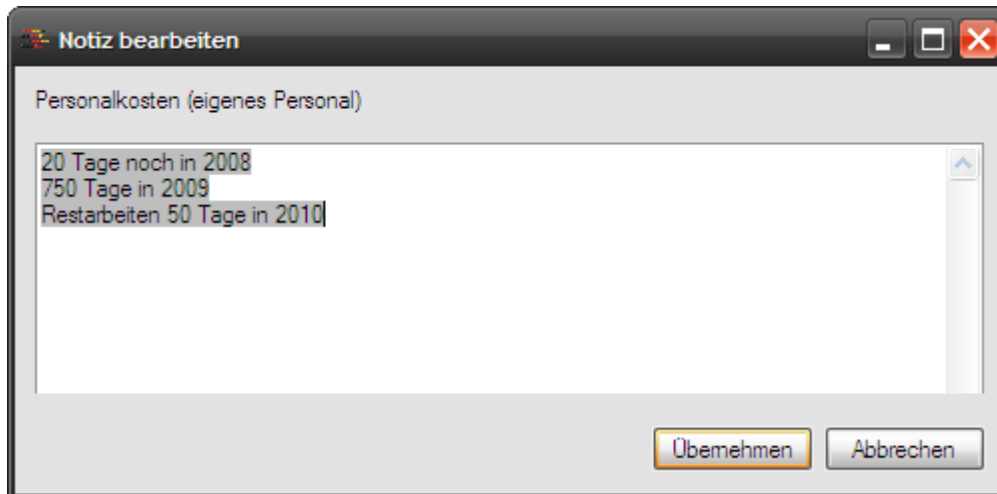 Notiz bearbeiten
Personalkosten (eigenes Personal)
20 Tage noch in 2008
750 Tage in 2009
Restarbeiten 50 Tage in 2010
Übernehmen Abbrechen